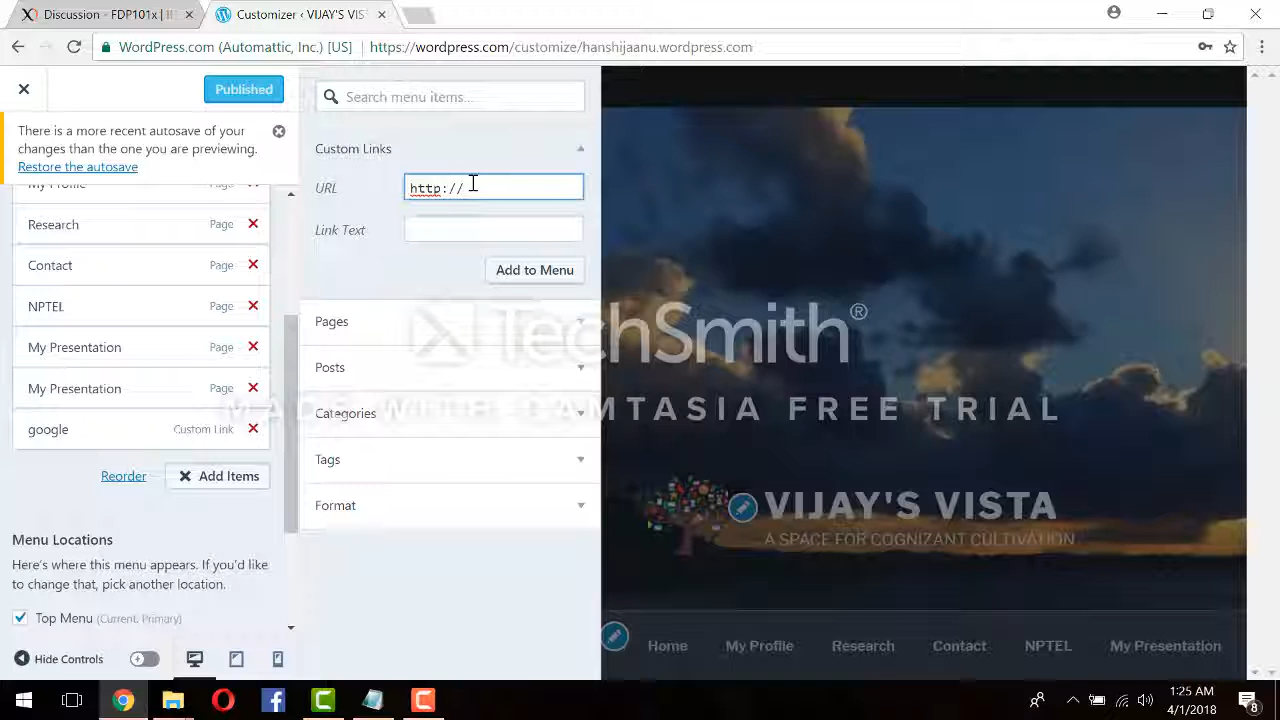 Discussion - FDP101x | II
Customizer ‹ VIJAY'S VIST
WordPress.com (Automattic, Inc.) [US]
https://wordpress.com/customize/hanshijaanu.wordpress.com
Published
There is a more recent autosave of your
changes than the one you are previewing.
Restore the autosave
My Profile
Research Page
Contact Page
NPTEL Page
My Presentation Page
My Presentation Page
google Custom Link
Reorder
Add Items
Menu Locations
Here's where this menu appears. If you'd like
to change that, pick another location.
Top Menu (Current: Primary)
Hide Controls
Search menu items…
Custom Links
URL
http://
Link Text
Add to Menu
Pages
Posts
Categories
Tags
Format
TechSmith®
MADE WITH CAMTASIA FREE TRIAL
VIJAY'S VISTA
A SPACE FOR COGNIZANT CULTIVATION
Home My Profile Research Contact NPTEL My Presentation
1:25 AM
4/1/2018
8